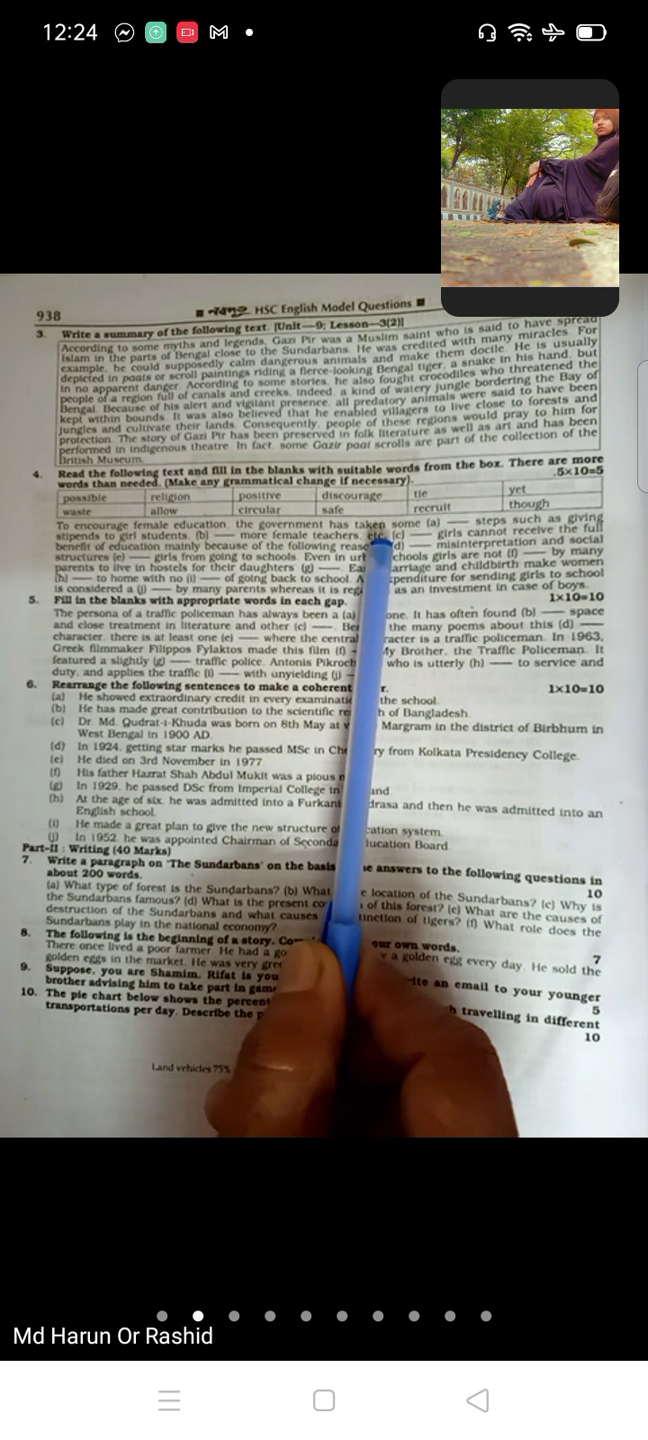 12:24
938 ■ নবদূত HSC English Model Questions ■
3. Write a summary of the following text. [Unit—9; Lesson—3(2)]
According to some myths and legends, Gazi Pir was a Muslim saint who is said to have spread
Islam in the parts of Bengal close to the Sundarbans. He was credited with many miracles. For
example, he could supposedly calm dangerous animals and make them docile. He is usually
depicted in paats or scroll paintings riding a fierce-looking Bengal tiger, a snake in his hand, but
in no apparent danger. According to some stories, he also fought crocodiles who threatened the
people of a region full of canals and creeks, indeed, a kind of watery jungle bordering the Bay of
Bengal. Because of his alert and vigilant presence, all predatory animals were said to have been
kept within bounds. It was also believed that he enabled villagers to live close to forests and
jungles and cultivate their lands. Consequently, people of these regions would pray to him for
protection. The story of Gazi Pir has been preserved in folk literature as well as art and has been
performed in indigenous theatre. In fact, some Gazir paat scrolls are part of the collection of the
British Museum.
4. Read the following text and fill in the blanks with suitable words from the box. There are more
words than needed. (Make any grammatical change if necessary). .5×10=5
possible religion positive discourage tie yet
waste allow circular safe recruit though
To encourage female education, the government has taken some (a) — steps such as giving
stipends to girl students, (b) — more female teachers, etc. (c) — girls cannot receive the full
benefit of education mainly because of the following (d) — misinterpretation and social
structures (e) — girls from going to schools. Even in schools girls are not (f) — by many
parents to live in hostels for their daughters (g) —. and childbirth make women
(h) — to home with no (i) — of going back to school. for sending girls to school
is considered a (j) — by many parents whereas it is as an investment in case of boys.
5. Fill in the blanks with appropriate words in each gap. 1×10=10
The persona of a traffic policeman has always been a (a) one. It has often found (b) — space
and close treatment in literature and other (c) —. the many poems about this (d) —
character, there is at least one (e) — where the central is a traffic policeman. In 1963,
Greek filmmaker Filippos Fylaktos made this film (f) Brother, the Traffic Policeman. It
featured a slightly (g) — traffic police, Antonis who is utterly (h) — to service and
duty, and applies the traffic (i) — with unyielding (j)
6. Rearrange the following sentences to make a coherent 1×10=10
(a) He showed extraordinary credit in every the school.
(b) He has made great contribution to the scientific of Bangladesh.
(c) Dr. Md. Qudrat-i-Khuda was born on 8th May at Margram in the district of Birbhum in
West Bengal in 1900 AD.
(d) In 1924, getting star marks he passed MSc in from Kolkata Presidency College.
(e) He died on 3rd November in 1977.
(f) His father Hazrat Shah Abdul Mukit was a pious
(g) In 1929, he passed DSc from Imperial College in
(h) At the age of six, he was admitted into a and then he was admitted into an
English school.
(i) He made a great plan to give the new structure system.
(j) In 1952, he was appointed Chairman of Board.
Part-II : Writing (40 Marks)
7. Write a paragraph on 'The Sundarbans' on the basis answers to the following questions in
about 200 words. 10
(a) What type of forest is the Sundarbans? (b) What location of the Sundarbans? (c) Why is
the Sundarbans famous? (d) What is the present of this forest? (e) What are the causes of
destruction of the Sundarbans and what causes of tigers? (f) What role does the
Sundarbans play in the national economy?
8. The following is the beginning of a story. your own words. 7
There once lived a poor farmer. He had a a golden egg every day. He sold the
golden eggs in the market. He was very
9. Suppose, you are Shamim. Rifat is an email to your younger
brother advising him to take part in 5
10. The pie chart below shows the travelling in different
transportations per day. Describe the 10
Land vehicles 75%
Md Harun Or Rashid